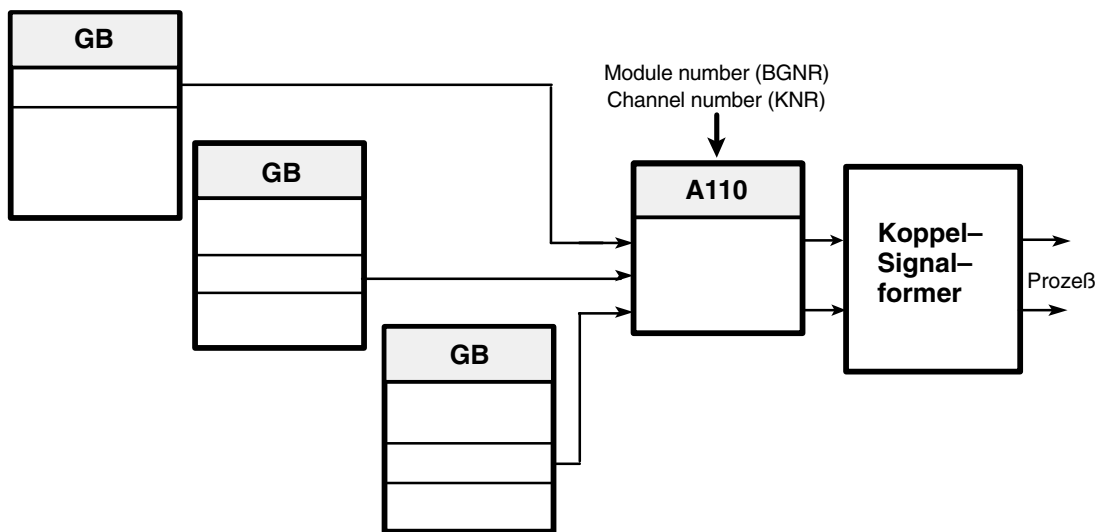 GB
Module number (BGNR)
Channel number (KNR)
GB
A110
Koppel–
Signal–
former
Prozeß
GB